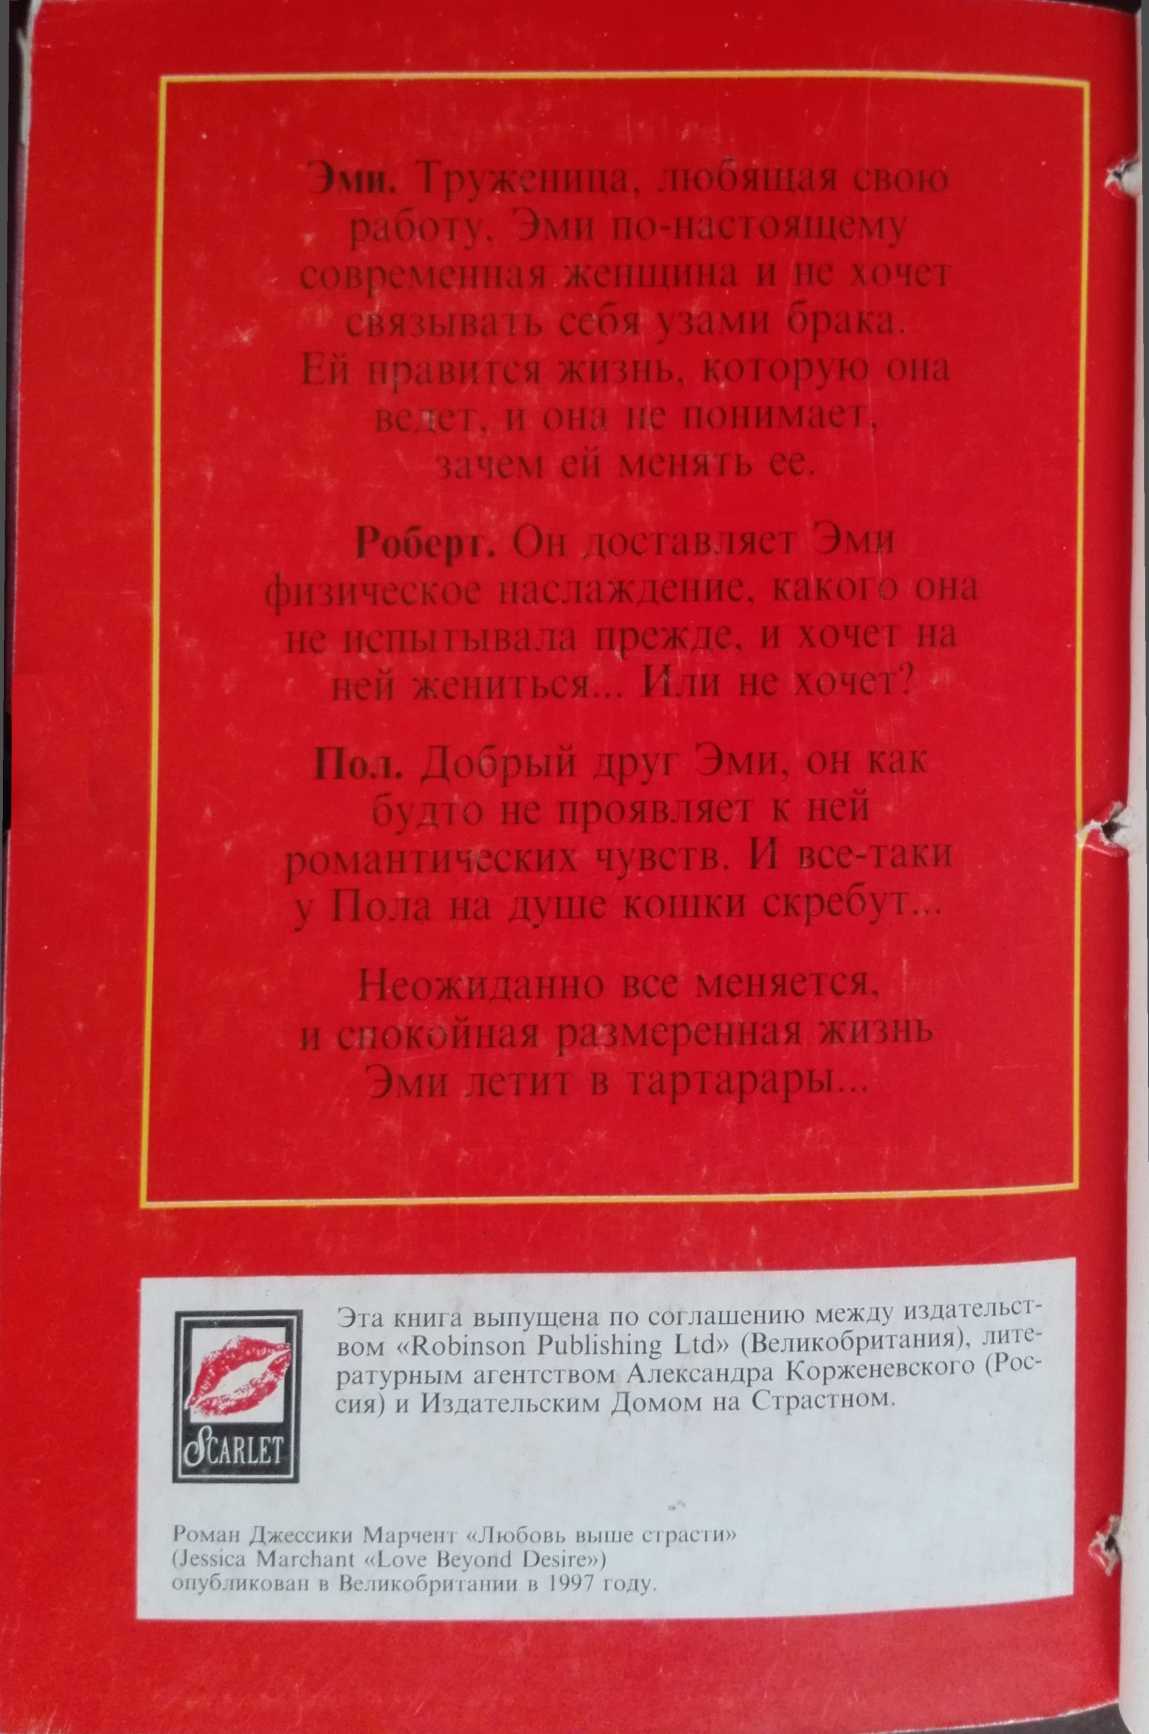 Эми. Труженица, любящая свою
работу, Эми по-настоящему
современная женщина и не хочет
связывать себя узами брака.
Ей нравится жизнь, которую она
ведет, и она не понимает,
зачем ей менять ее.
Роберт. Он доставляет Эми
физическое наслаждение, какого она
не испытывала прежде, и хочет на
ней жениться... Или не хочет?
Пол. Добрый друг Эми, он как
будто не проявляет к ней
романтических чувств. И все-таки
у Пола на душе кошки скребут...
Неожиданно все меняется,
и спокойная размеренная жизнь
Эми летит в тартарары...
Эта книга выпущена по соглашению между издательст-
вом «Robinson Publishing Ltd» (Великобритания), лите-
ратурным агентством Александра Корженевского (Рос-
сия) и Издательским Домом на Страстном.
SCARLET
Роман Джессики Марчент «Любовь выше страсти»
(Jessica Marchant «Love Beyond Desire»)
опубликован в Великобритании в 1997 году.